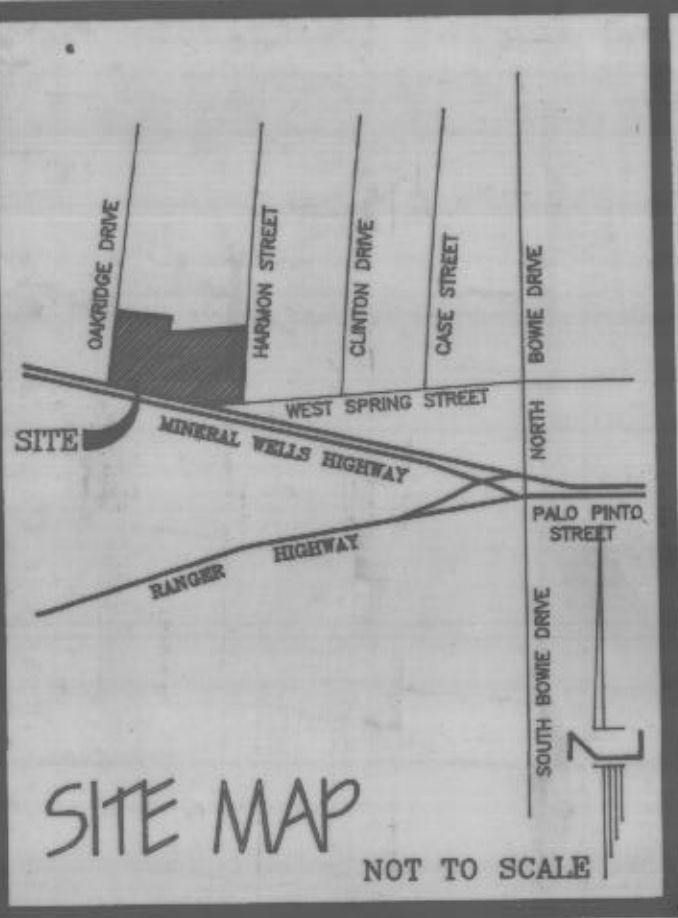 OAKRIDGE DRIVE
HARMON STREET
CLINTON DRIVE
CASE STREET
NORTH BOWIE DRIVE
WEST SPRING STREET
SITE
MINERAL WELLS HIGHWAY
PALO PINTO
STREET
RANGER HIGHWAY
SOUTH BOWIE DRIVE
N
SITE MAP
NOT TO SCALE